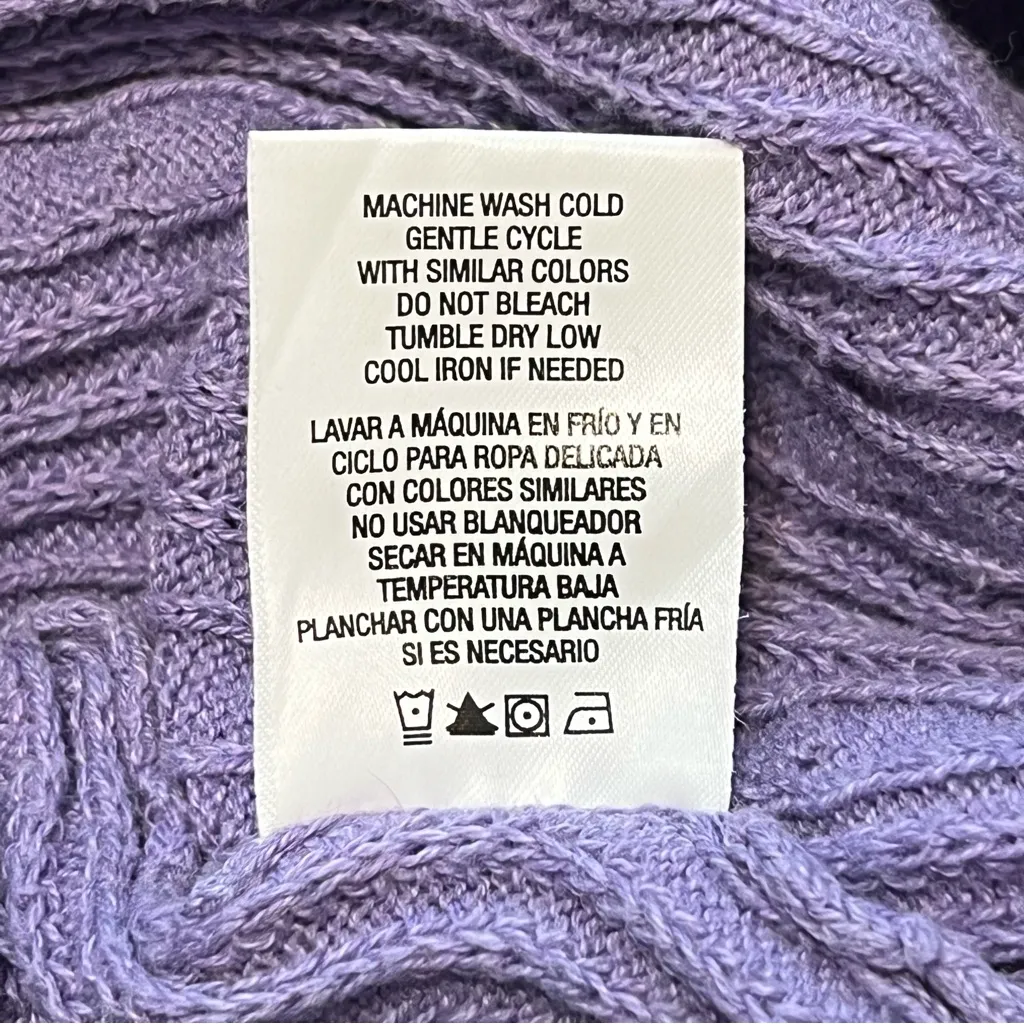 MACHINE WASH COLD
GENTLE CYCLE
WITH SIMILAR COLORS
DO NOT BLEACH
TUMBLE DRY LOW
COOL IRON IF NEEDED
LAVAR A MÁQUINA EN FRÍO Y EN
CICLO PARA ROPA DELICADA
CON COLORES SIMILARES
NO USAR BLANQUEADOR
SECAR EN MÁQUINA A
TEMPERATURA BAJA
PLANCHAR CON UNA PLANCHA FRÍA
SI ES NECESARIO